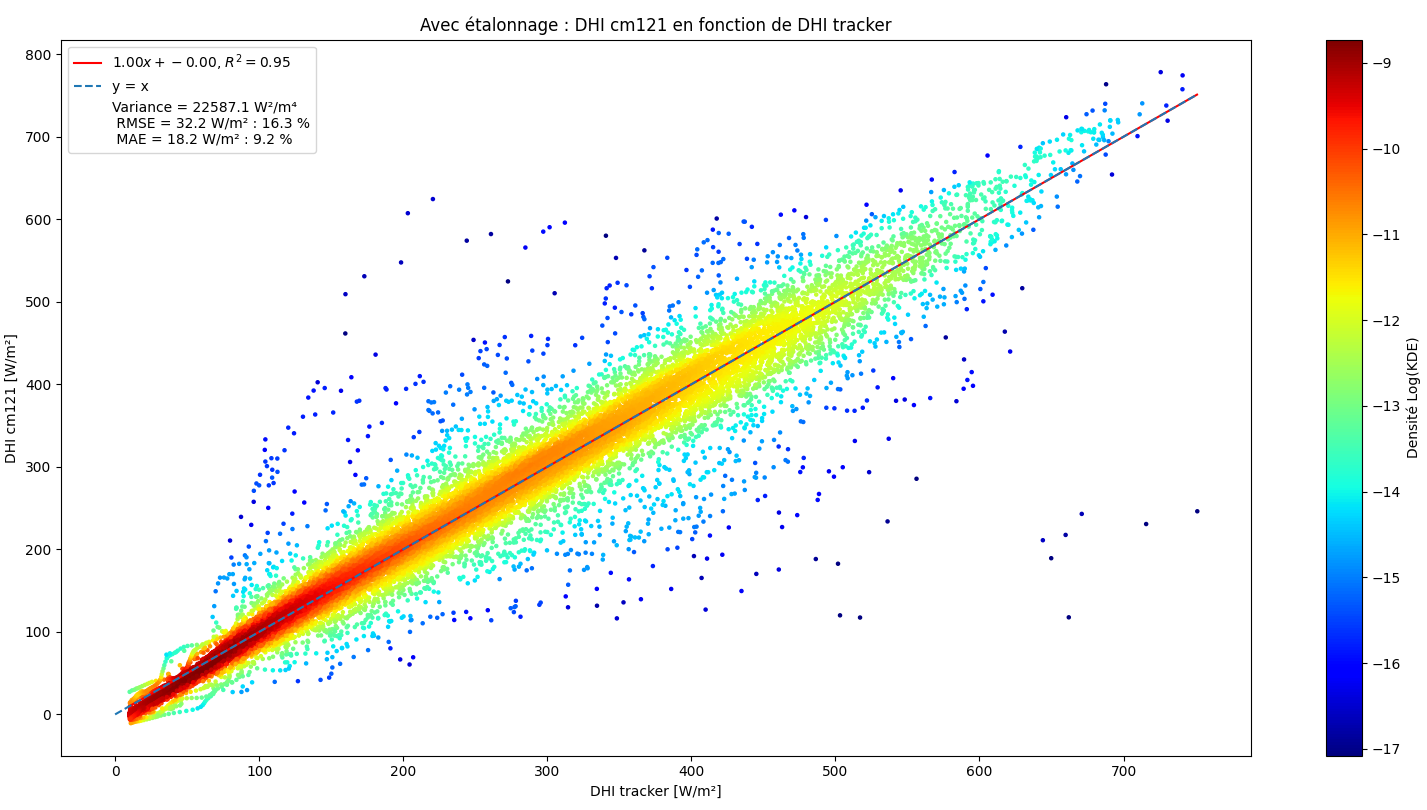 Avec étalonnage : DHI cm121 en fonction de DHI tracker
1.00x + −0.00, R² = 0.95
y = x
Variance = 22587.1 W²/m⁴
RMSE = 32.2 W/m² : 16.3 %
MAE = 18.2 W/m² : 9.2 %
DHI cm121 [W/m²]
800
700
600
500
400
300
200
100
0
0 100 200 300 400 500 600 700
DHI tracker [W/m²]
−9
−10
−11
−12
−13
−14
−15
−16
−17
Densité Log(KDE)